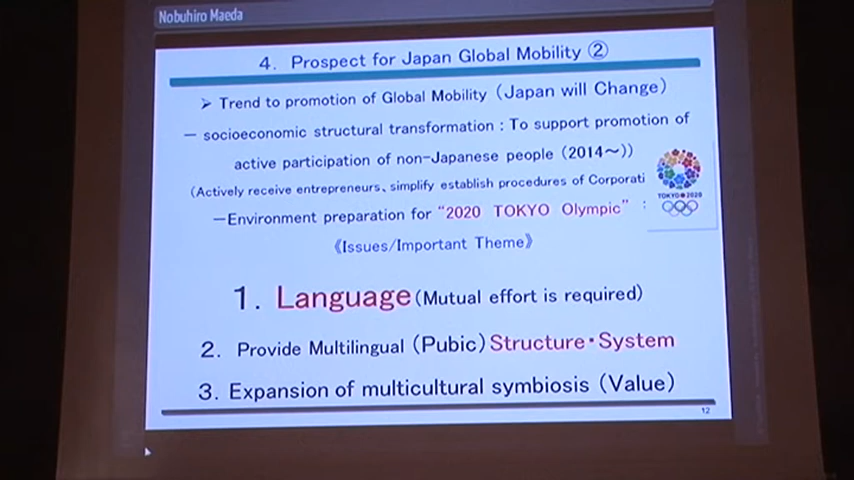 Nobuhiro Maeda
4. Prospect for Japan Global Mobility ②
➢ Trend to promotion of Global Mobility (Japan will Change)
― socioeconomic structural transformation : To support promotion of
active participation of non-Japanese people (2014～))
(Actively receive entrepreneurs、simplify establish procedures of Corporati
―Environment preparation for “2020 TOKYO Olympic” :
TOKYO 2020
《Issues/Important Theme》
1. Language (Mutual effort is required)
2. Provide Multilingual (Pubic) Structure・System
3. Expansion of multicultural symbiosis (Value)
12